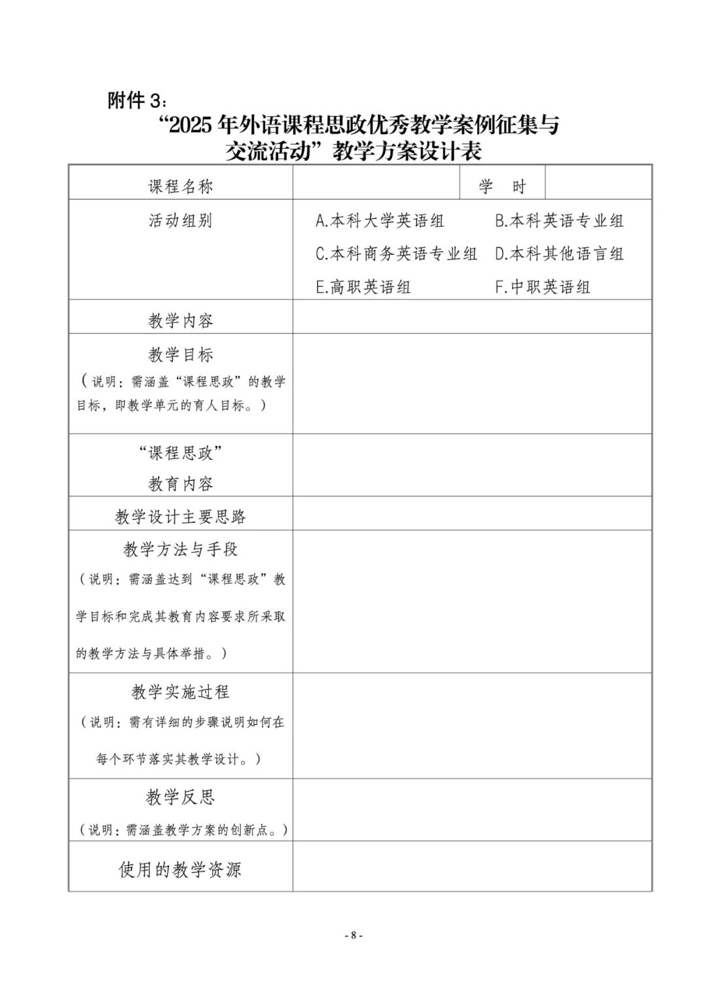 附件 3：
“2025 年外语课程思政优秀教学案例征集与
交流活动”教学方案设计表
课程名称
学 时
活动组别
A.本科大学英语组 B.本科英语专业组
C.本科商务英语专业组 D.本科其他语言组
E.高职英语组 F.中职英语组
教学内容
教学目标
（说明：需涵盖“课程思政”的教学
目标，即教学单元的育人目标。）
“课程思政”
教育内容
教学设计主要思路
教学方法与手段
（说明：需涵盖达到“课程思政”教
学目标和完成其教育内容要求所采取
的教学方法与具体举措。）
教学实施过程
（说明：需有详细的步骤说明如何在
每个环节落实其教学设计。）
教学反思
（说明：需涵盖教学方案的创新点。）
使用的教学资源
- 8 -